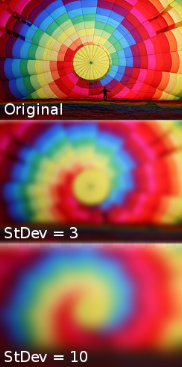 Original
StDev = 3
StDev = 10